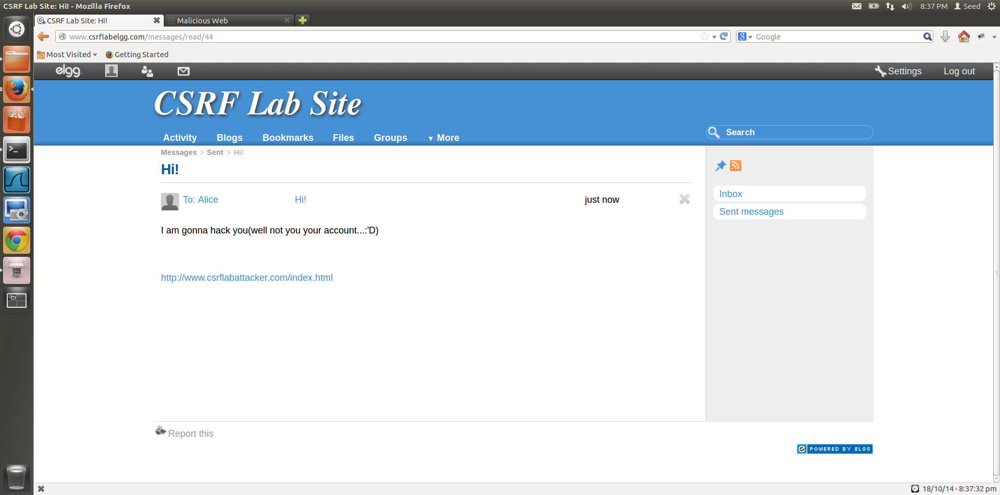 CSRF Lab Site: Hi! - Mozilla Firefox
8:37 PM Seed
CSRF Lab Site: Hi!
Malicious Web
www.csrflabelgg.com/messages/read/44
8 Google
Most Visited
Getting Started
elgg.
Settings
Log out
CSRF Lab Site
Activity Blogs Bookmarks Files Groups ▼ More
Search
Messages > Sent > Hi!
Hi!
To: Alice Hi! just now
I am gonna hack you(well not you your account...:'D)
http://www.csrflabattacker.com/index.html
Inbox
Sent messages
Report this
POWERED BY ELGG
18/10/14 - 8:37:32 pm